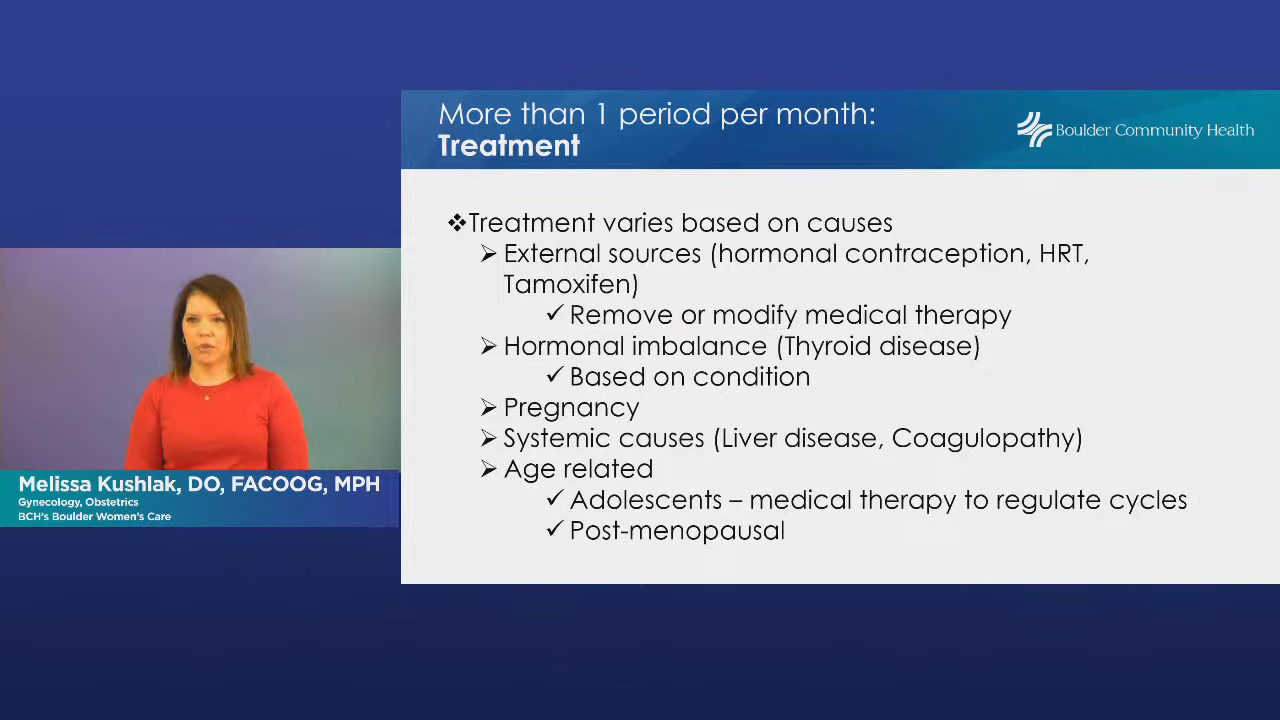 More than 1 period per month:
Treatment
Boulder Community Health
❖Treatment varies based on causes
➢External sources (hormonal contraception, HRT,
Tamoxifen)
✓Remove or modify medical therapy
➢Hormonal imbalance (Thyroid disease)
✓Based on condition
➢Pregnancy
➢Systemic causes (Liver disease, Coagulopathy)
➢Age related
✓Adolescents – medical therapy to regulate cycles
✓Post-menopausal
Melissa Kushlak, DO, FACOOG, MPH
Gynecology, Obstetrics
BCH's Boulder Women's Care